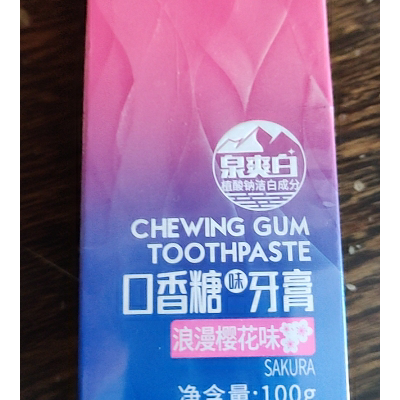 泉爽白
植酸钠洁白成分
CHEWING GUM
TOOTHPASTE
口香糖味牙膏
浪漫樱花味
SAKURA
净含量:100g